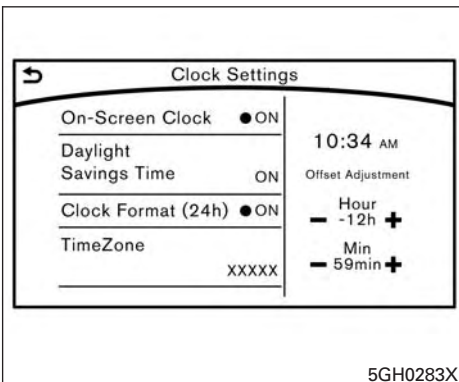 Clock Settings
On-Screen Clock ●ON
Daylight
Savings Time ON
Clock Format (24h) ●ON
TimeZone
XXXXX
10:34 AM
Offset Adjustment
Hour
− -12h +
Min
− 59min +
5GH0283X